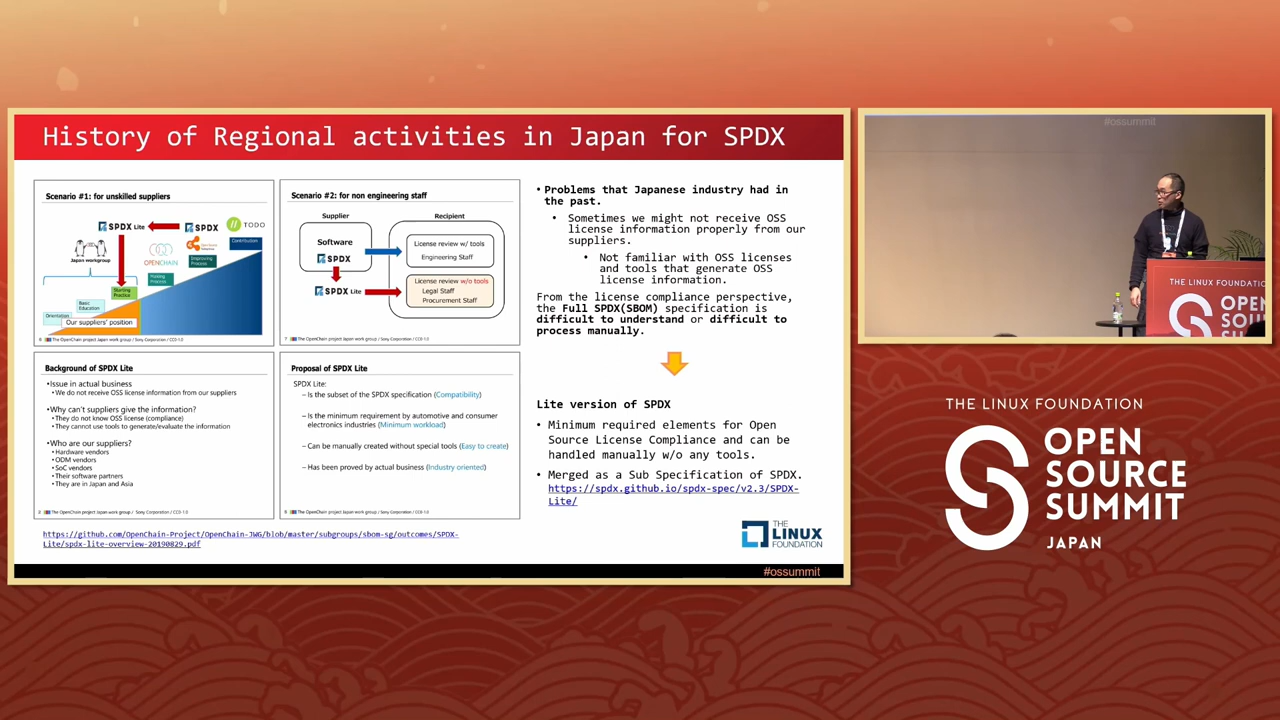 History of Regional activities in Japan for SPDX
Scenario #1: for unskilled suppliers
SPDX Lite
SPDX
TODO
Japan workgroup
OPENCHAIN
Contribution
Improving
Process
Process
Starting
Practice
Basic
Education
Orientation
Our suppliers' position
6 The OpenChain project Japan work group / Sony Corporation / CC0-1.0
Scenario #2: for non engineering staff
Supplier
Recipient
Software
SPDX
SPDX Lite
License review w/ tools
Engineering Staff
License review w/o tools
Legal Staff
Procurement Staff
7 The OpenChain project Japan work group / Sony Corporation / CC0-1.0
Background of SPDX Lite
•Issue in actual business
•We do not receive OSS license information from our suppliers
•Why can't suppliers give the information?
•They do not know OSS license (compliance)
•They cannot use tools to generate/evaluate the information
•Who are our suppliers?
•Hardware vendors
•ODM vendors
•SoC vendors
•Their software partners
•They are in Japan and Asia
2 The OpenChain project Japan work group / Sony Corporation / CC0-1.0
Proposal of SPDX Lite
SPDX Lite:
– Is the subset of the SPDX specification (Compatibility)
– Is the minimum requirement by automotive and consumer
electronics industries (Minimum workload)
– Can be manually created without special tools (Easy to create)
– Has been proved by actual business (Industry oriented)
The OpenChain project Japan work group / Sony Corporation / CC0-1.0
https://github.com/OpenChain-Project/OpenChain-JWG/blob/master/subgroups/sbom-sg/outcomes/SPDX-
Lite/spdx-lite-overview-20190829.pdf
• Problems that Japanese industry had in
the past.
• Sometimes we might not receive OSS
license information properly from our
suppliers.
• Not familiar with OSS licenses
and tools that generate OSS
license information.
From the license compliance perspective,
the Full SPDX(SBOM) specification is
difficult to understand or difficult to
process manually.
Lite version of SPDX
• Minimum required elements for Open
Source License Compliance and can be
handled manually w/o any tools.
• Merged as a Sub Specification of SPDX.
https://spdx.github.io/spdx-spec/v2.3/SPDX-
Lite/
THE
LINUX
FOUNDATION
#ossummit
#ossummit
THE LINUX FOUNDATIO
OPEN
SOU
SUM
THE LINUX FOUNDATION
OPEN
SOURCE
SUMMIT
JAPAN